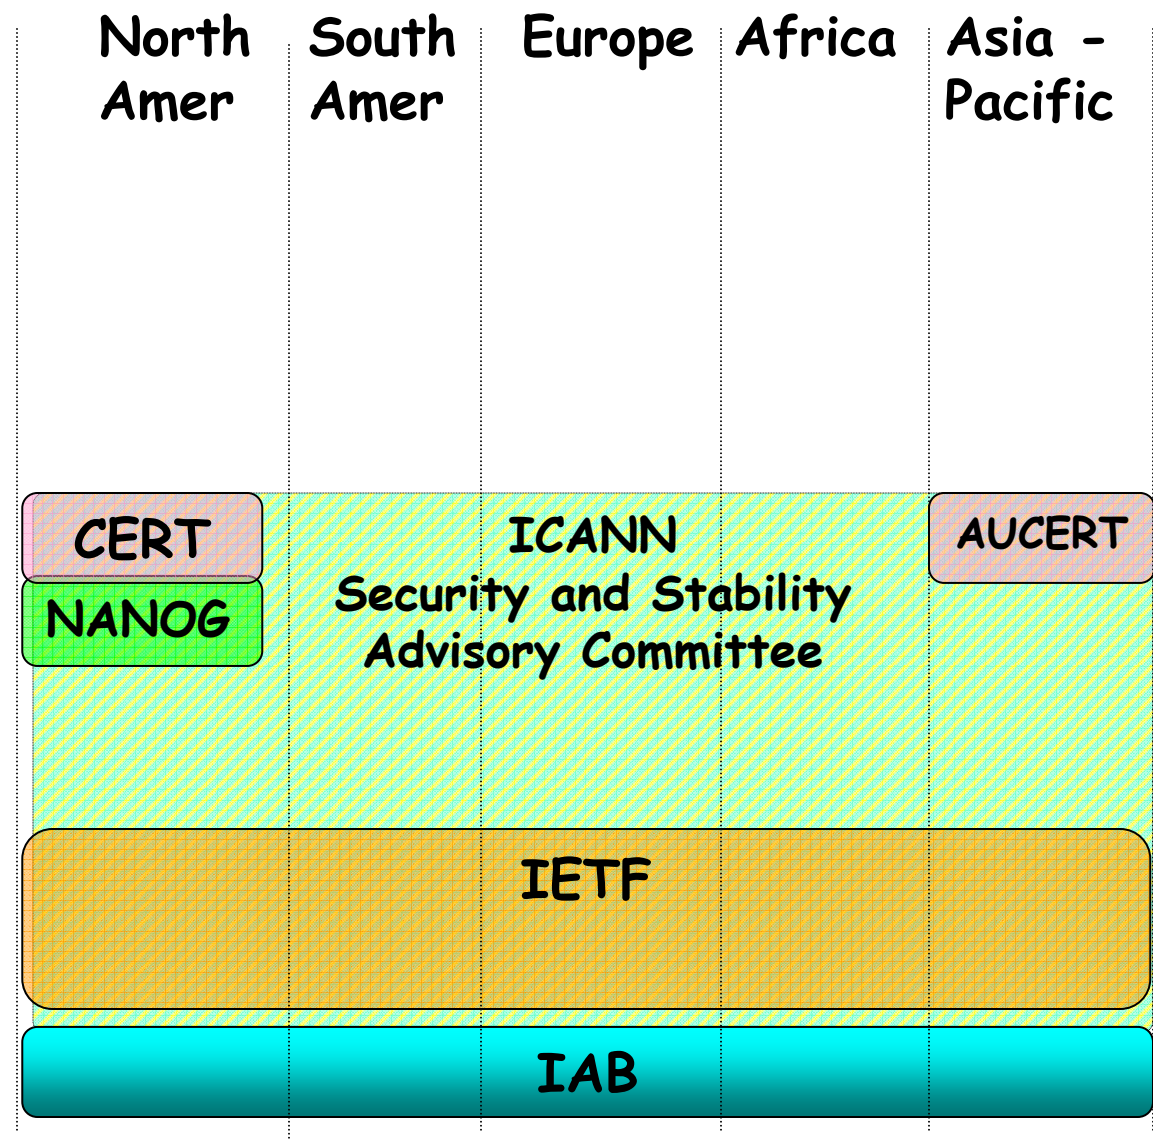 North
Amer
South
Amer
Europe
Africa
Asia -
Pacific
CERT
NANOG
ICANN
Security and Stability
Advisory Committee
AUCERT
IETF
IAB